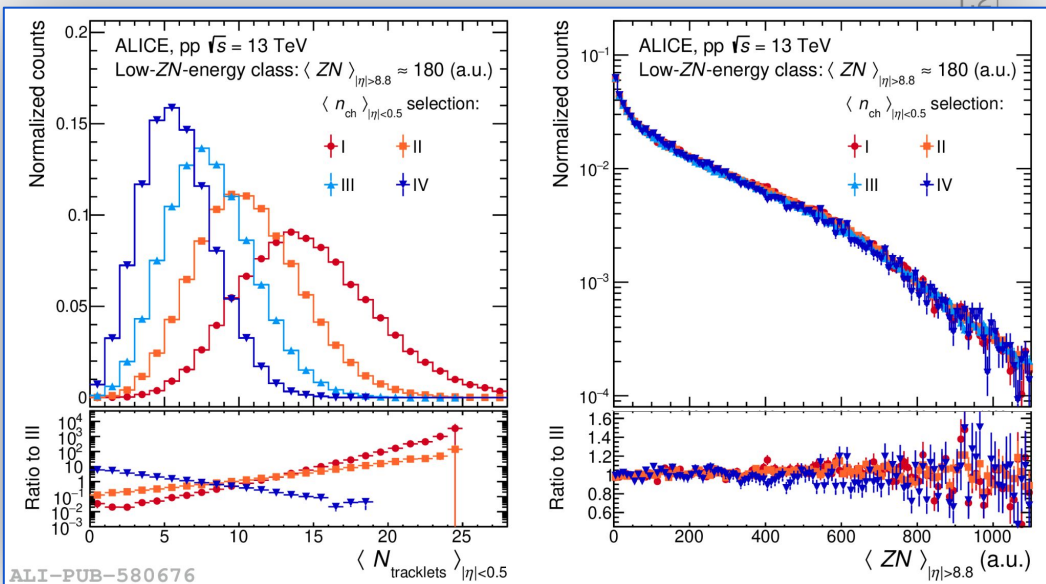 1.2
0.2
0.15
0.1
0.05
0
Normalized counts
ALICE, pp √s = 13 TeV
Low-ZN-energy class: ⟨ ZN ⟩|η|>8.8 ≈ 180 (a.u.)
⟨ nch ⟩|η|<0.5 selection:
I II
III IV
10⁴
10³
10²
10
1
10⁻¹
10⁻²
10⁻³
Ratio to III
0 5 10 15 20 25
⟨ Ntracklets ⟩|η|<0.5
10⁻¹
10⁻²
10⁻³
10⁻⁴
Normalized counts
ALICE, pp √s = 13 TeV
Low-ZN-energy class: ⟨ ZN ⟩|η|>8.8 ≈ 180 (a.u.)
⟨ nch ⟩|η|<0.5 selection:
I II
III IV
1.6
1.4
1.2
1.0
0.8
0.6
Ratio to III
0 200 400 600 800 1000
⟨ ZN ⟩|η|>8.8 (a.u.)
ALI-PUB-580676